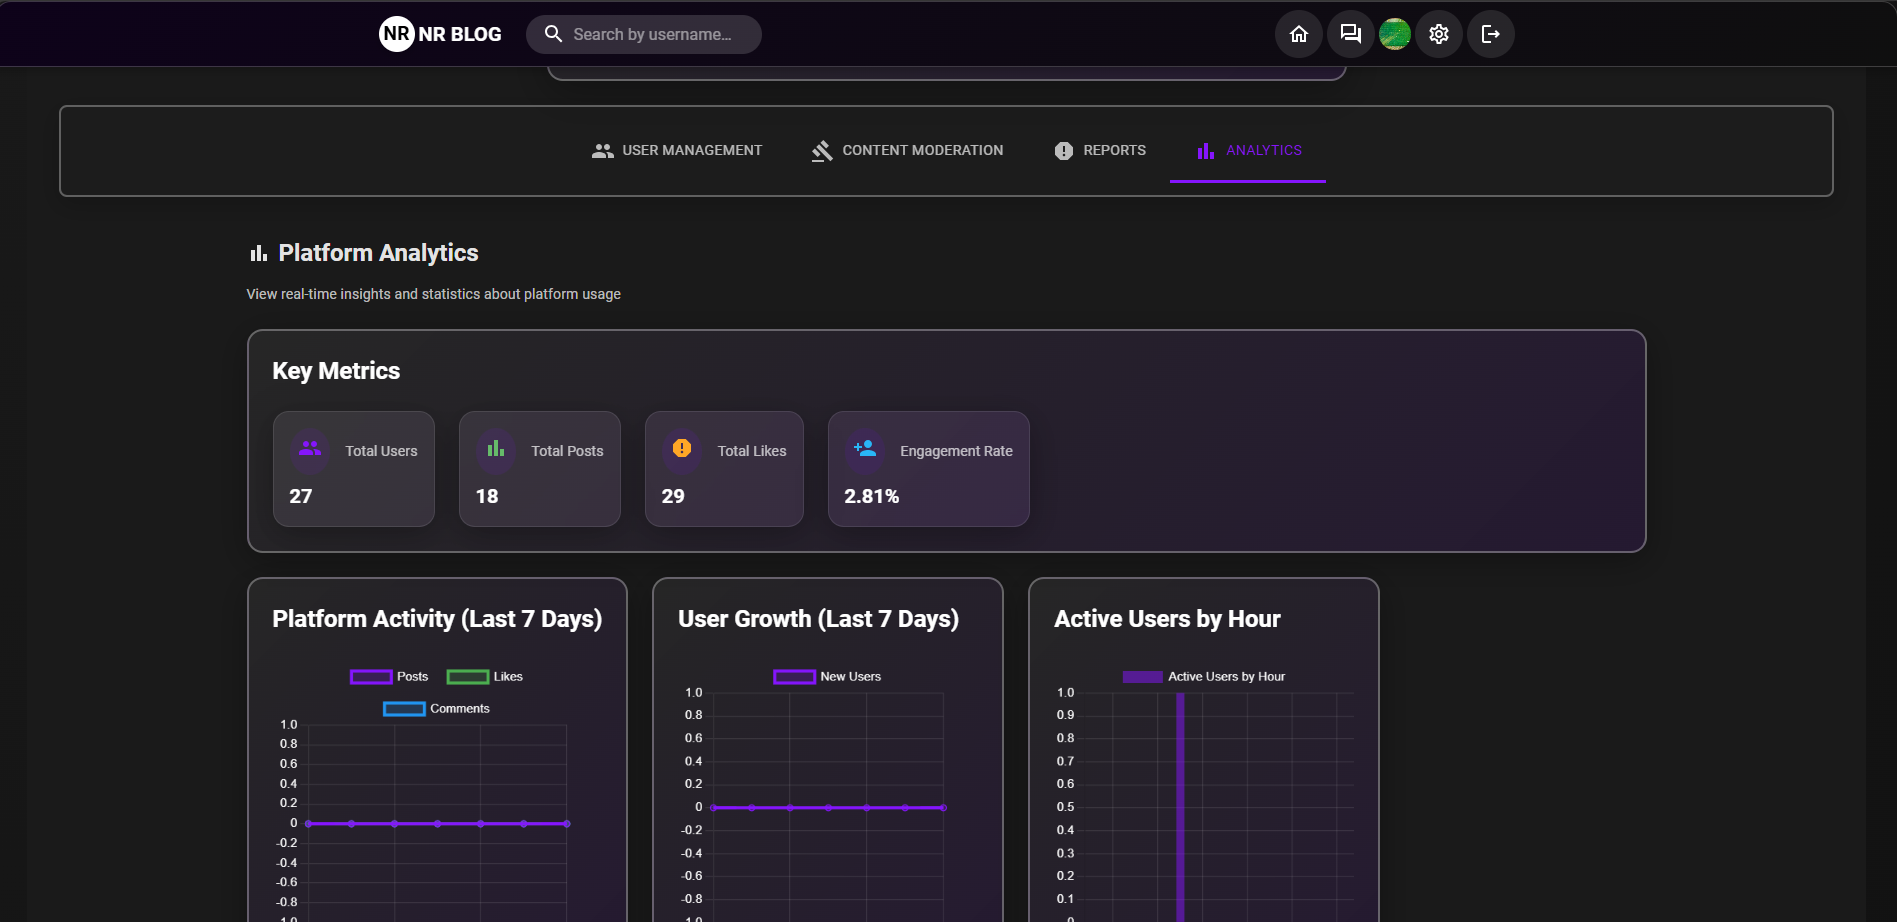 NR NR BLOG
Search by username...
USER MANAGEMENT
CONTENT MODERATION
REPORTS
ANALYTICS
Platform Analytics
View real-time insights and statistics about platform usage
Key Metrics
Total Users
27
Total Posts
18
Total Likes
29
Engagement Rate
2.81%
Platform Activity (Last 7 Days)
Posts
Likes
Comments
1.0
0.8
0.6
0.4
0.2
0
-0.2
-0.4
-0.6
-0.8
User Growth (Last 7 Days)
New Users
1.0
0.8
0.6
0.4
0.2
0
-0.2
-0.4
-0.6
-0.8
Active Users by Hour
Active Users by Hour
1.0
0.9
0.8
0.7
0.6
0.5
0.4
0.3
0.2
0.1